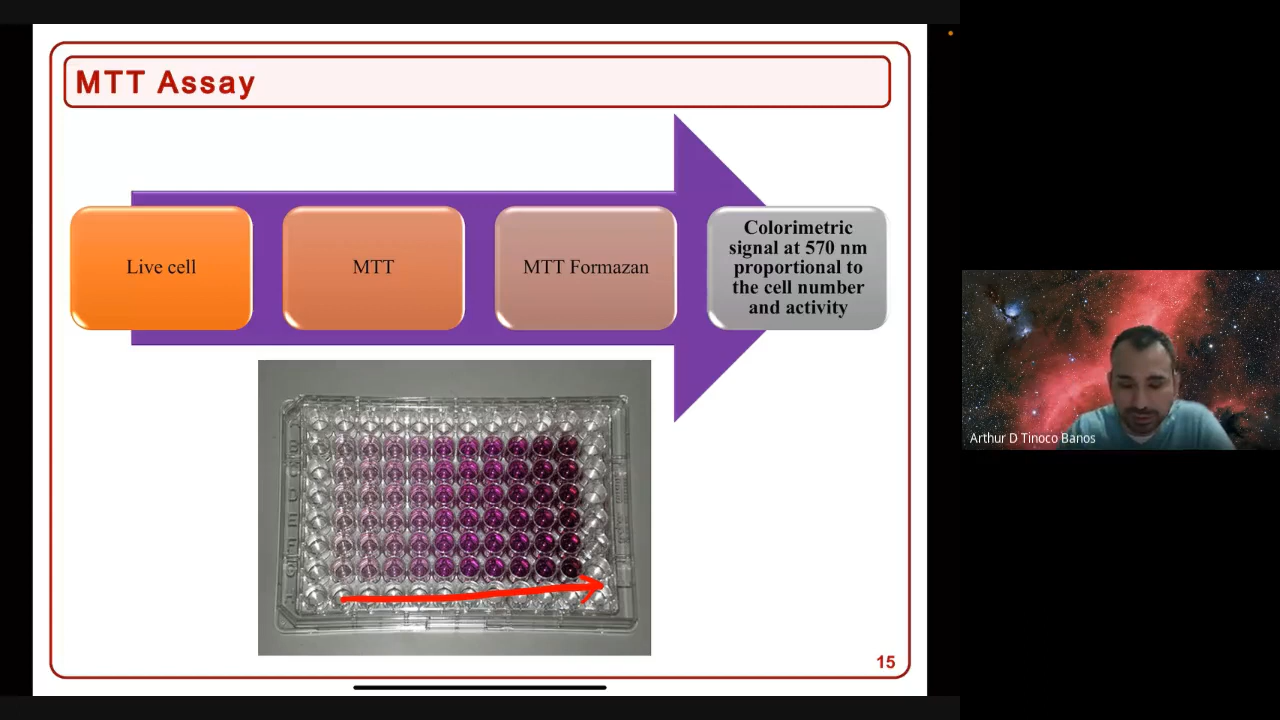 MTT Assay
Live cell
MTT
MTT Formazan
Colorimetric
signal at 570 nm
proportional to
the cell number
and activity
15
Arthur D Tinoco Banos